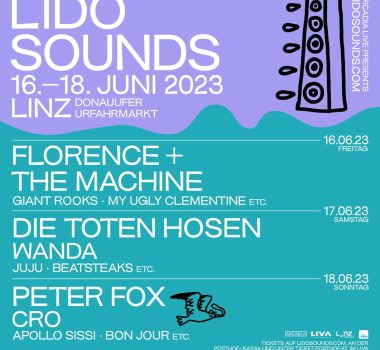 LIDO
SOUNDS
16.–18. JUNI 2023
LINZ DONAUUFER
URFAHRMARKT
ARCADIA LIVE PRESENTS
LIDOSOUNDS.COM
16.06.23
FREITAG
FLORENCE +
THE MACHINE
GIANT ROOKS · MY UGLY CLEMENTINE ETC.
17.06.23
SAMSTAG
DIE TOTEN HOSEN
WANDA
JUJU · BEATSTEAKS ETC.
18.06.23
SONNTAG
PETER FOX
CRO
APOLLO SISSI · BON JOUR ETC.
ARCADIA LIVA L_NZ
TICKETS AUF LIDOSOUNDS.COM, AN DER
POSTHOF-KASSA UND UNTER TICKET.POSTHOF.AT IM LIVA